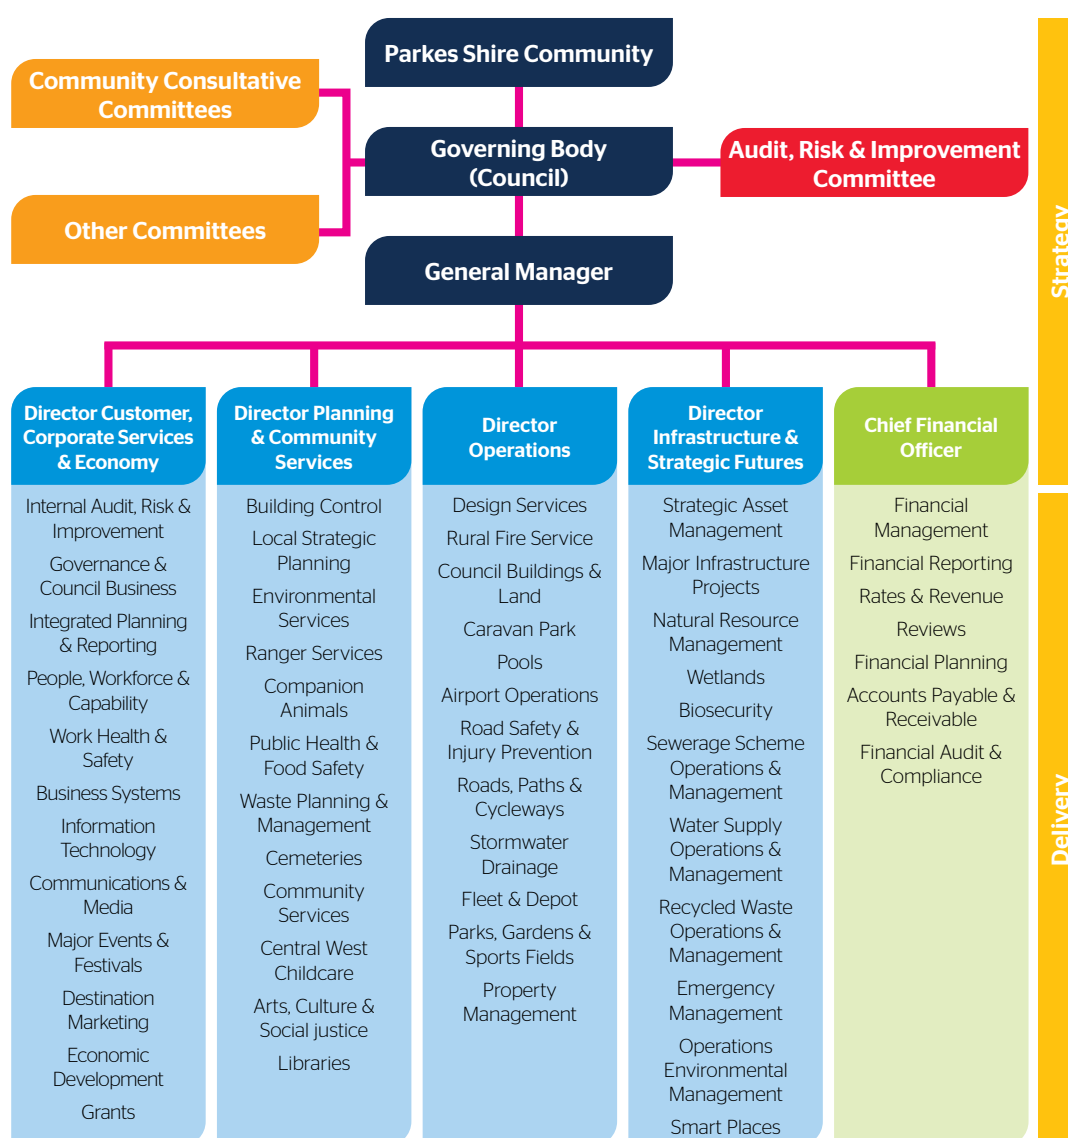 Parkes Shire Community
Community Consultative
Committees
Governing Body
(Council)
Audit, Risk & Improvement
Committee
Other Committees
General Manager
Strategy
Director Customer,
Corporate Services
& Economy
Internal Audit, Risk &
Improvement
Governance &
Council Business
Integrated Planning
& Reporting
People, Workforce &
Capability
Work Health &
Safety
Business Systems
Information
Technology
Communications &
Media
Major Events &
Festivals
Destination
Marketing
Economic
Development
Grants
Director Planning
& Community
Services
Building Control
Local Strategic
Planning
Environmental
Services
Ranger Services
Companion
Animals
Public Health &
Food Safety
Waste Planning &
Management
Cemeteries
Community
Services
Central West
Childcare
Arts, Culture &
Social justice
Libraries
Director
Operations
Design Services
Rural Fire Service
Council Buildings &
Land
Caravan Park
Pools
Airport Operations
Road Safety &
Injury Prevention
Roads, Paths &
Cycleways
Stormwater
Drainage
Fleet & Depot
Parks, Gardens &
Sports Fields
Property
Management
Director
Infrastructure &
Strategic Futures
Strategic Asset
Management
Major Infrastructure
Projects
Natural Resource
Management
Wetlands
Biosecurity
Sewerage Scheme
Operations &
Management
Water Supply
Operations &
Management
Recycled Waste
Operations &
Management
Emergency
Management
Operations
Environmental
Management
Smart Places
Chief Financial
Officer
Financial
Management
Financial Reporting
Rates & Revenue
Reviews
Financial Planning
Accounts Payable &
Receivable
Financial Audit &
Compliance
Delivery